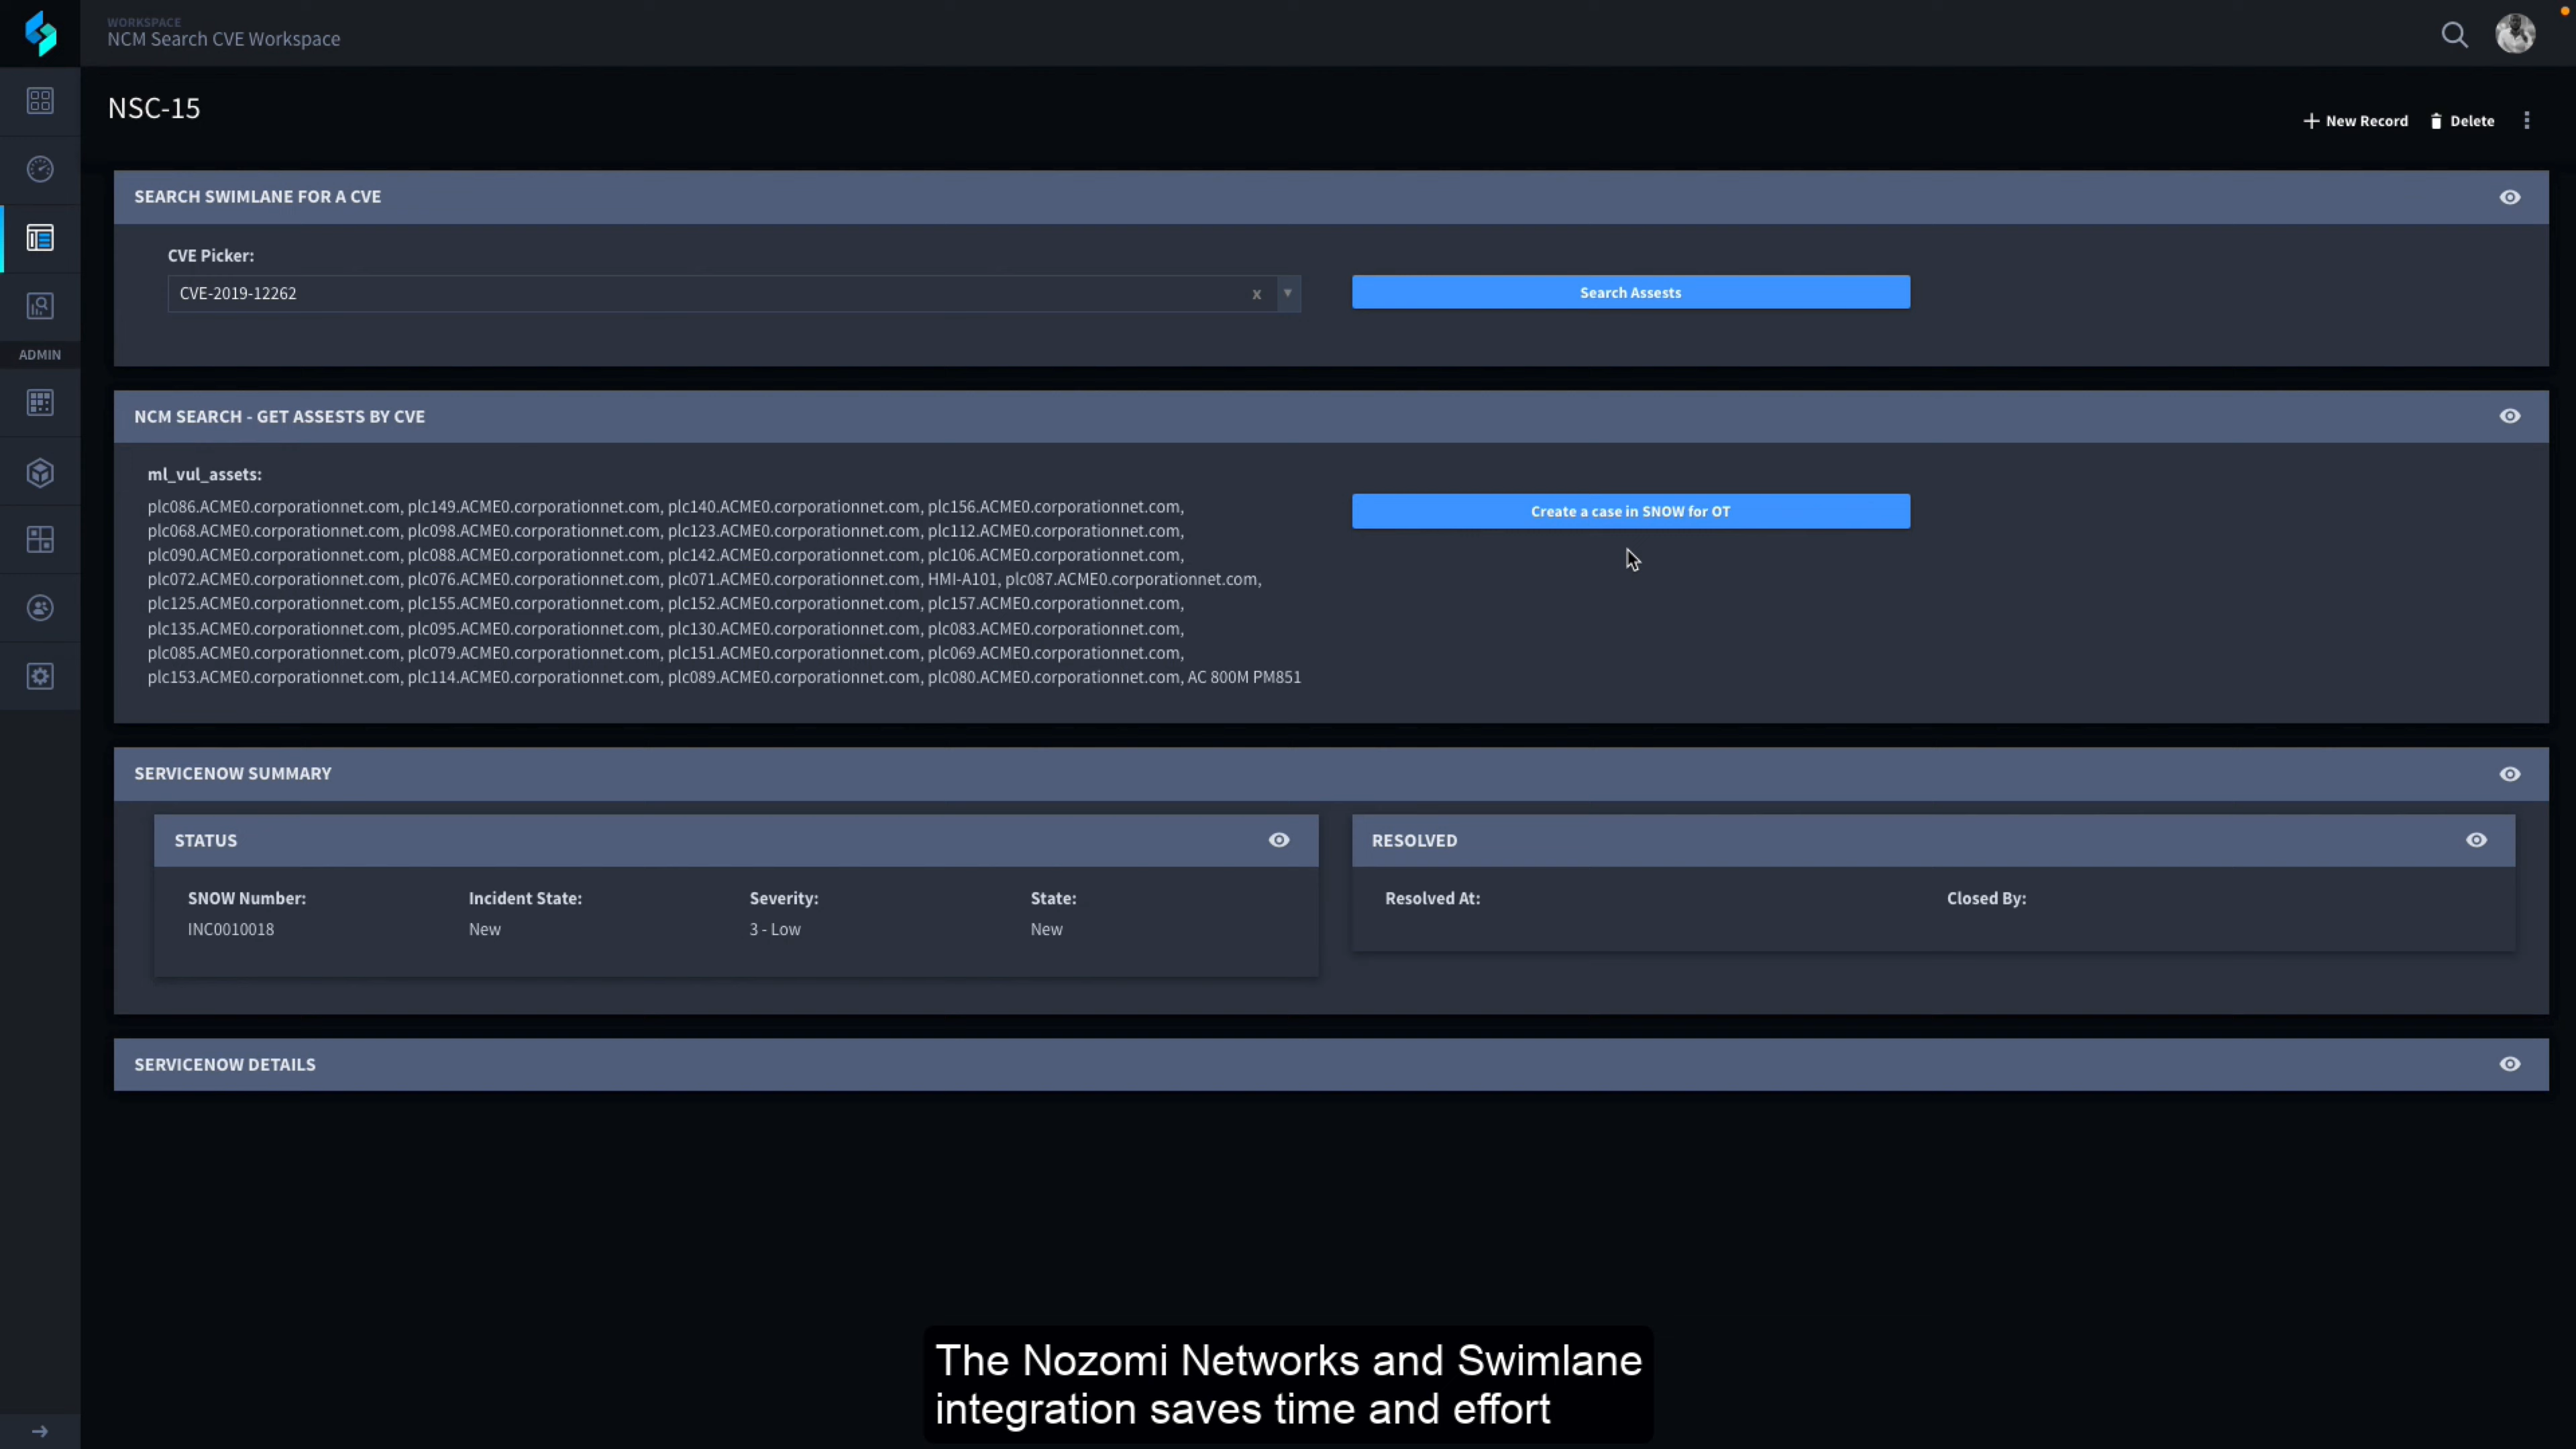 WORKSPACE
NCM Search CVE Workspace
NSC-15
New Record
Delete
SEARCH SWIMLANE FOR A CVE
CVE Picker:
CVE-2019-12262
x
Search Assests
ADMIN
NCM SEARCH - GET ASSESTS BY CVE
ml_vul_assets:
plc086.ACME0.corporationnet.com, plc149.ACME0.corporationnet.com, plc140.ACME0.corporationnet.com, plc156.ACME0.corporationnet.com,
plc068.ACME0.corporationnet.com, plc098.ACME0.corporationnet.com, plc123.ACME0.corporationnet.com, plc112.ACME0.corporationnet.com,
plc090.ACME0.corporationnet.com, plc088.ACME0.corporationnet.com, plc142.ACME0.corporationnet.com, plc106.ACME0.corporationnet.com,
plc072.ACME0.corporationnet.com, plc076.ACME0.corporationnet.com, plc071.ACME0.corporationnet.com, HMI-A101, plc087.ACME0.corporationnet.com,
plc125.ACME0.corporationnet.com, plc155.ACME0.corporationnet.com, plc152.ACME0.corporationnet.com, plc157.ACME0.corporationnet.com,
plc135.ACME0.corporationnet.com, plc095.ACME0.corporationnet.com, plc130.ACME0.corporationnet.com, plc083.ACME0.corporationnet.com,
plc085.ACME0.corporationnet.com, plc079.ACME0.corporationnet.com, plc151.ACME0.corporationnet.com, plc069.ACME0.corporationnet.com,
plc153.ACME0.corporationnet.com, plc114.ACME0.corporationnet.com, plc089.ACME0.corporationnet.com, plc080.ACME0.corporationnet.com, AC 800M PM851
Create a case in SNOW for OT
SERVICENOW SUMMARY
STATUS
SNOW Number:
INC0010018
Incident State:
New
Severity:
3 - Low
State:
New
RESOLVED
Resolved At:
Closed By:
SERVICENOW DETAILS
The Nozomi Networks and Swimlane
integration saves time and effort